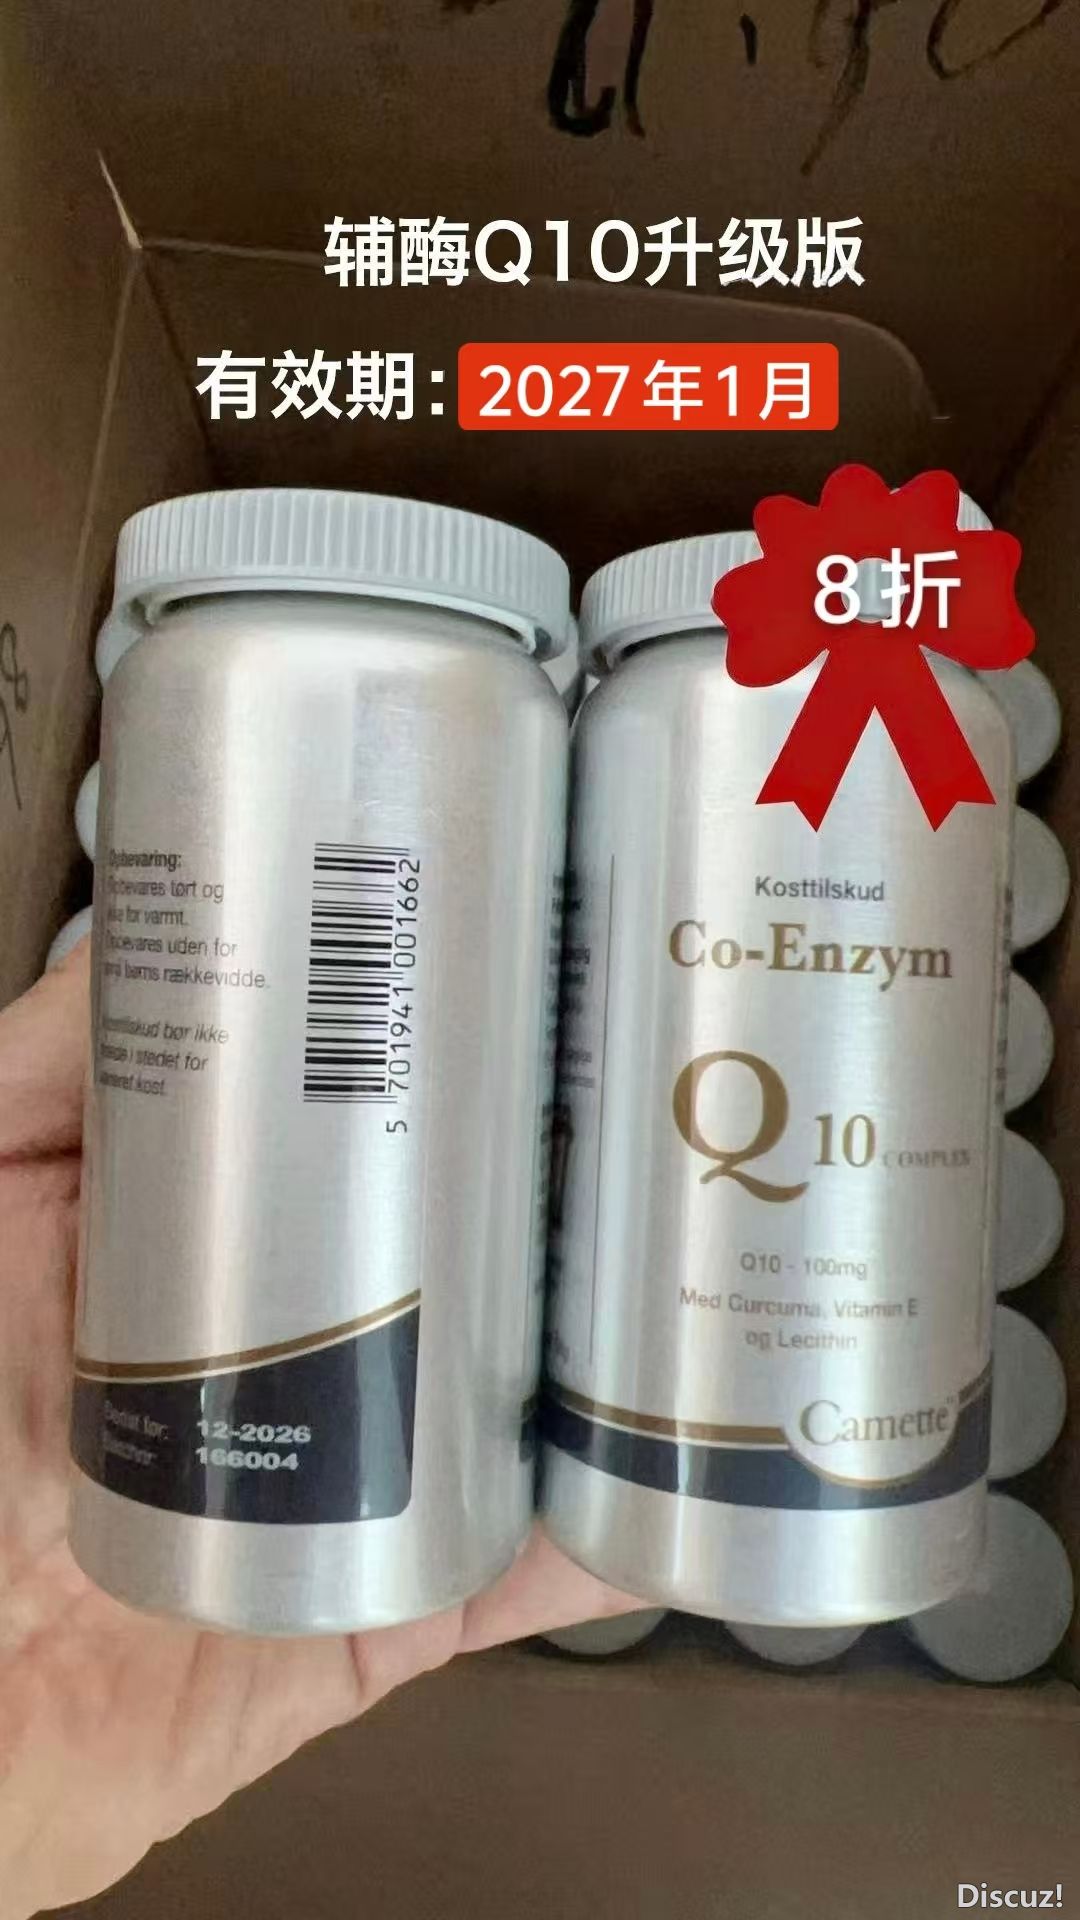 辅酶Q10升级版
有效期：2027年1月
8折
Opbevaring:
Opbevares tørt og
ikke for varmt.
Opbevares uden for
små børns rækkevidde.
Kosttilskud bør ikke
træde i stedet for
varieret kost.
5 701941 001662
12-2026
166004
Kosttilskud
Co-Enzym
Q10 COMPLEX
Q10 - 100mg
Med Curcuma, Vitamin E
og Lecithin
Camette
Discuz!